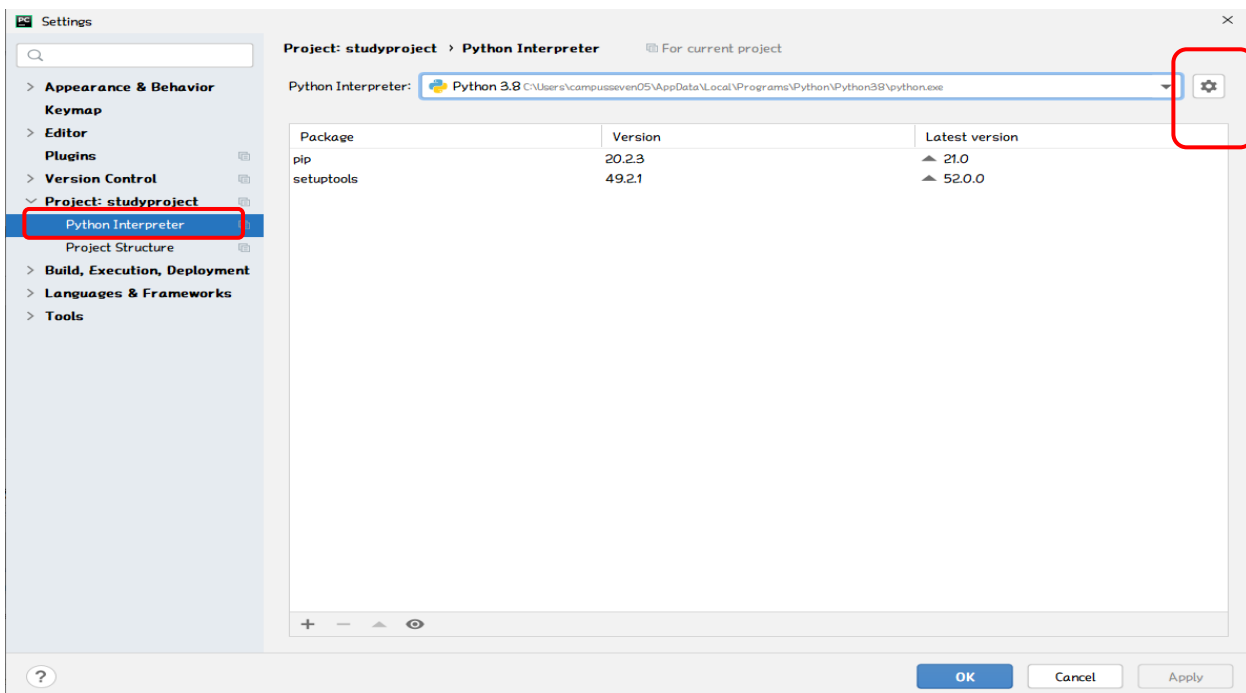 PC Settings
Project: studyproject › Python Interpreter For current project
Python Interpreter: Python 3.8 C:\Users\campusseven05\AppData\Local\Programs\Python\Python38\python.exe
Appearance & Behavior
Keymap
Editor
Plugins
Version Control
Project: studyproject
Python Interpreter
Project Structure
Build, Execution, Deployment
Languages & Frameworks
Tools
Package Version Latest version
pip 20.2.3 21.0
setuptools 49.2.1 52.0.0
? OK Cancel Apply